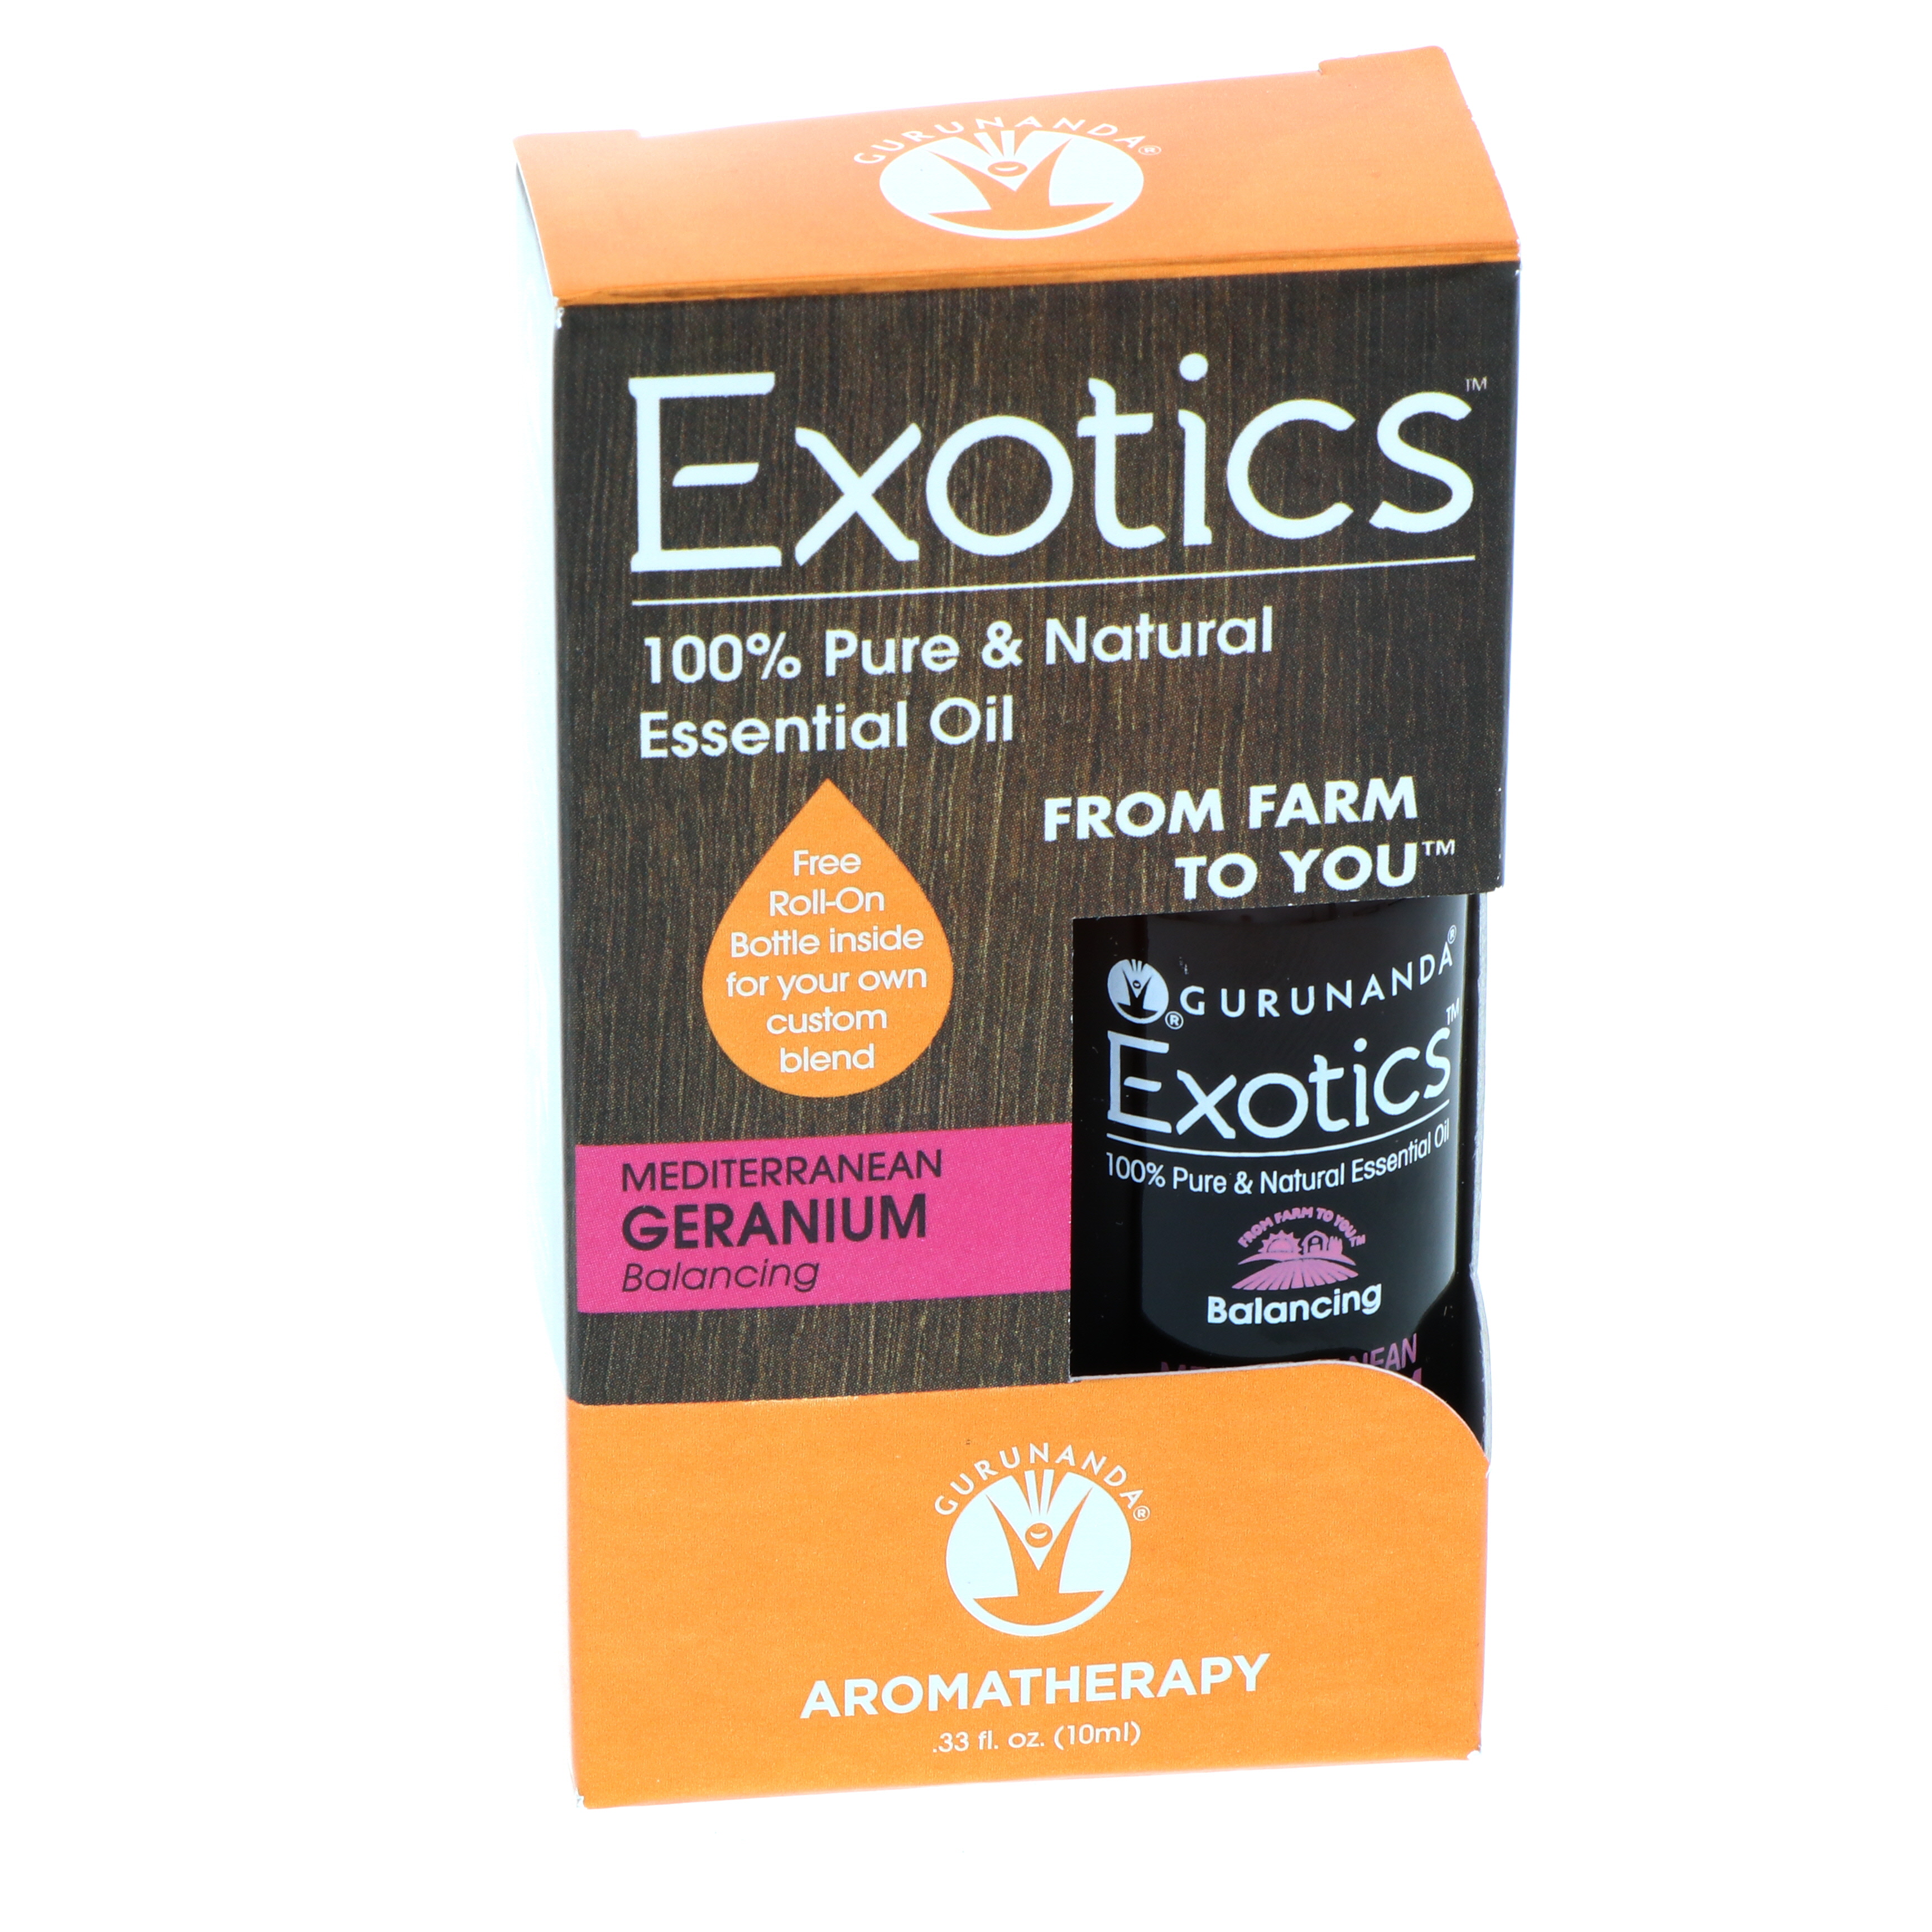 GURUNANDA®
Exotics™
100% Pure & Natural
Essential Oil
FROM FARM
TO YOU™
Free
Roll-On
Bottle inside
for your own
custom
blend
MEDITERRANEAN
GERANIUM
Balancing
® GURUNANDA®
Exotics™
100% Pure & Natural Essential Oil
FROM FARM TO YOU™
Balancing
MEDITERRANEAN
GURUNANDA®
AROMATHERAPY
.33 fl. oz. (10ml)